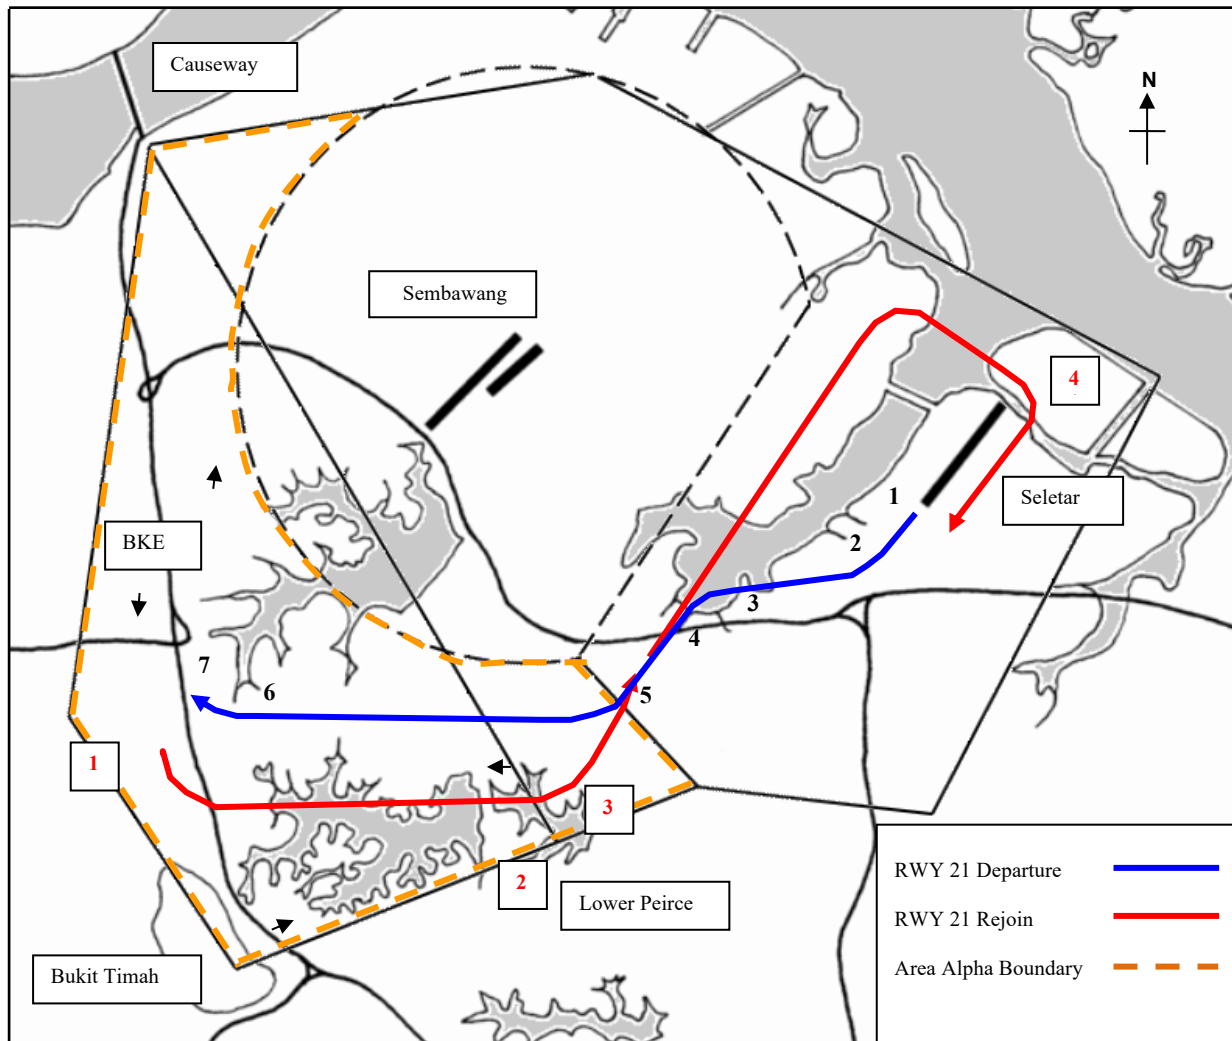 Causeway
N
Sembawang
4
1
Seletar
2
BKE
3
4
7
6
5
1
3
2
Lower Peirce
Bukit Timah
RWY 21 Departure
RWY 21 Rejoin
Area Alpha Boundary